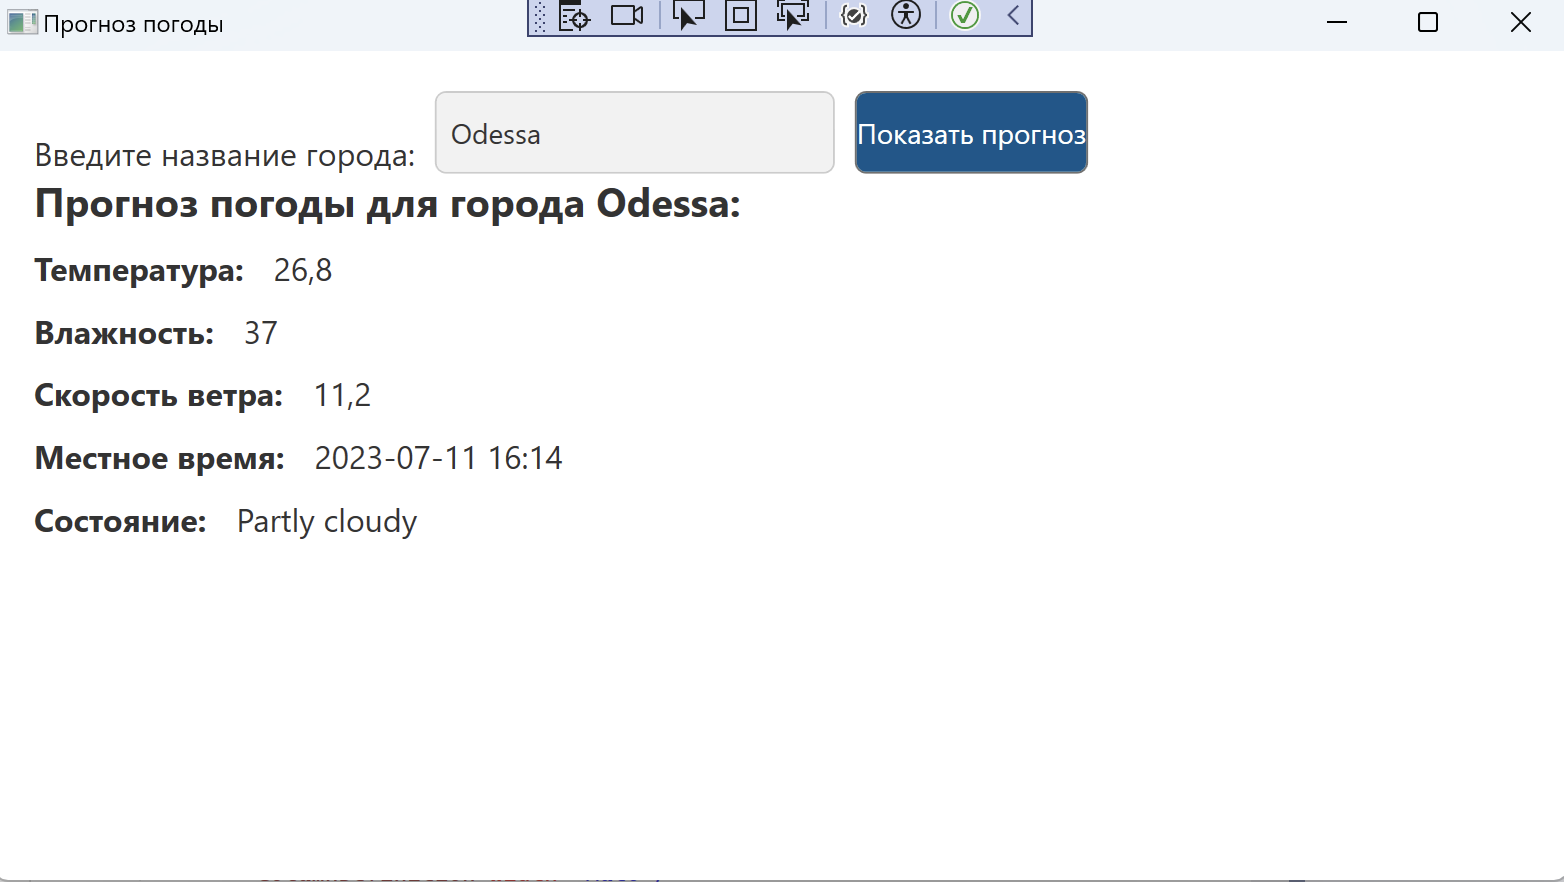 Прогноз погоды
Введите название города: Odessa Показать прогноз
Прогноз погоды для города Odessa:
Температура: 26,8
Влажность: 37
Скорость ветра: 11,2
Местное время: 2023-07-11 16:14
Состояние: Partly cloudy